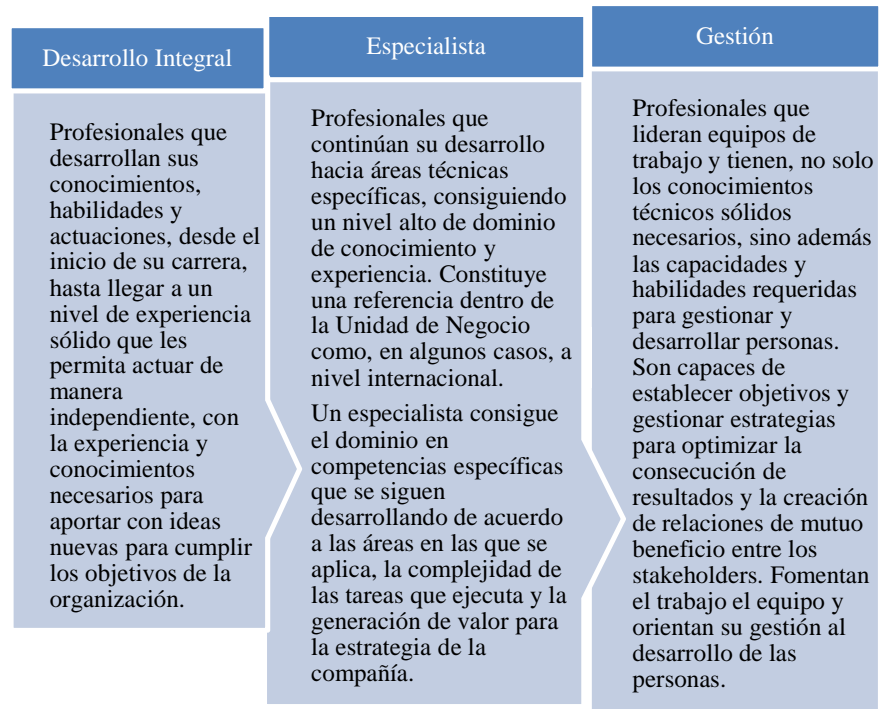 Desarrollo Integral
Profesionales que
desarrollan sus
conocimientos,
habilidades y
actuaciones, desde el
inicio de su carrera,
hasta llegar a un
nivel de experiencia
sólido que les
permita actuar de
manera
independiente, con
la experiencia y
conocimientos
necesarios para
aportar con ideas
nuevas para cumplir
los objetivos de la
organización.
Especialista
Profesionales que
continúan su desarrollo
hacia áreas técnicas
específicas, consiguiendo
un nivel alto de dominio
de conocimiento y
experiencia. Constituye
una referencia dentro de
la Unidad de Negocio
como, en algunos casos, a
nivel internacional.
Un especialista consigue
el dominio en
competencias específicas
que se siguen
desarrollando de acuerdo
a las áreas en las que se
aplica, la complejidad de
las tareas que ejecuta y la
generación de valor para
la estrategia de la
compañía.
Gestión
Profesionales que
lideran equipos de
trabajo y tienen, no solo
los conocimientos
técnicos sólidos
necesarios, sino además
las capacidades y
habilidades requeridas
para gestionar y
desarrollar personas.
Son capaces de
establecer objetivos y
gestionar estrategias
para optimizar la
consecución de
resultados y la creación
de relaciones de mutuo
beneficio entre los
stakeholders. Fomentan
el trabajo el equipo y
orientan su gestión al
desarrollo de las
personas.